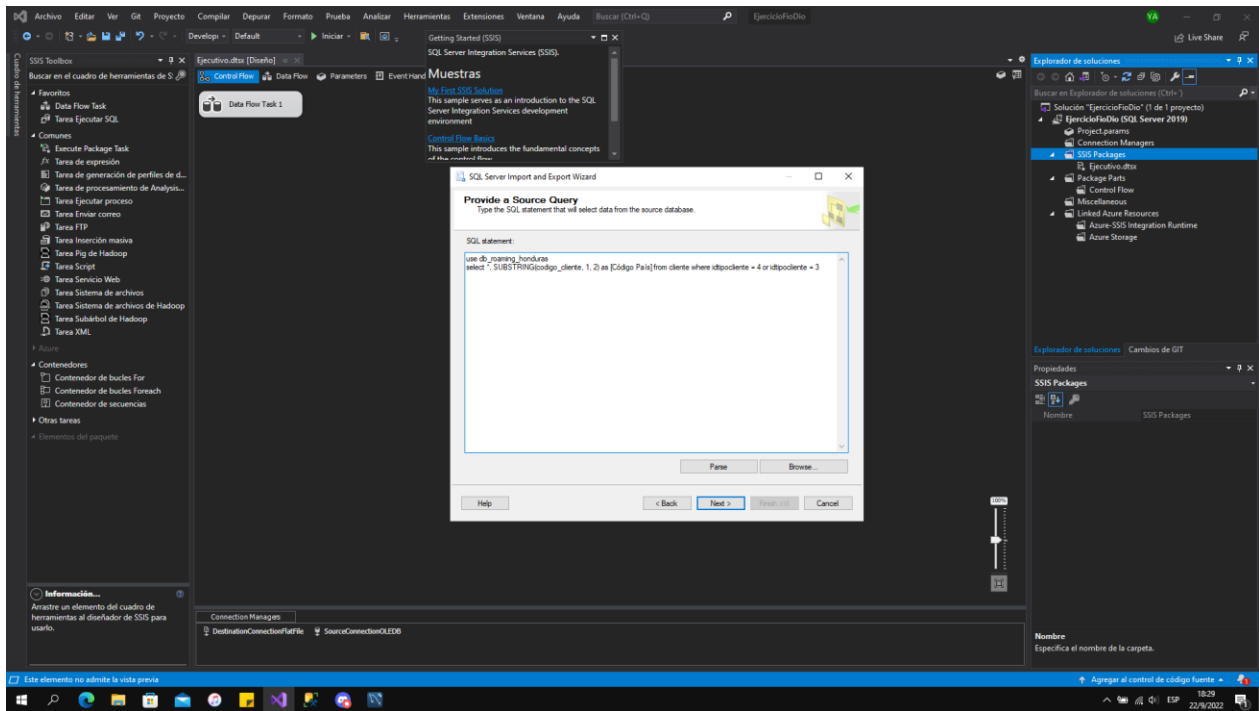 Archivo Editar Ver Git Proyecto Compilar Depurar Formato Prueba Analizar Herramientas Extensiones Ventana Ayuda Buscar (Ctrl+Q) EjercicioFioDio YA
Developi Default Iniciar Live Share
Cuadro de herramientas
SSIS Toolbox
Buscar en el cuadro de herramientas de S
Favoritos
Data Flow Task
Tarea Ejecutar SQL
Comunes
Execute Package Task
Tarea de expresión
Tarea de generación de perfiles de d...
Tarea de procesamiento de Analysis...
Tarea Ejecutar proceso
Tarea Enviar correo
Tarea FTP
Tarea Inserción masiva
Tarea Pig de Hadoop
Tarea Script
Tarea Servicio Web
Tarea Sistema de archivos
Tarea Sistema de archivos de Hadoop
Tarea Subárbol de Hadoop
Tarea XML
Azure
Contenedores
Contenedor de bucles For
Contenedor de bucles Foreach
Contenedor de secuencias
Otras tareas
Elementos del paquete
Información...
Arrastre un elemento del cuadro de
herramientas al diseñador de SSIS para
usarlo.
Ejecutivo.dtsx [Diseño]
Control Flow Data Flow Parameters Event Hand
Data Flow Task 1
Getting Started (SSIS)
SQL Server Integration Services (SSIS).
Muestras
My First SSIS Solution
This sample serves as an introduction to the SQL
Server Integration Services development
environment
Control Flow Basics
This sample introduces the fundamental concepts
of the control flow
SQL Server Import and Export Wizard
Provide a Source Query
Type the SQL statement that will select data from the source database.
SQL statement:
use db_roaming_honduras
select *, SUBSTRING(codigo_cliente, 1, 2) as [Código País] from cliente where idtipocliente = 4 or idtipocliente = 3
Parse Browse...
Help < Back Next > Finish >>| Cancel
100%
Connection Managers
DestinationConnectionFlatFile SourceConnectionOLEDB
Explorador de soluciones
Buscar en Explorador de soluciones (Ctrl+¨)
Solución "EjercicioFioDio" (1 de 1 proyecto)
EjercicioFioDio (SQL Server 2019)
Project.params
Connection Managers
SSIS Packages
Ejecutivo.dtsx
Package Parts
Control Flow
Miscellaneous
Linked Azure Resources
Azure-SSIS Integration Runtime
Azure Storage
Explorador de soluciones Cambios de GIT
Propiedades
SSIS Packages
Nombre SSIS Packages
Nombre
Especifica el nombre de la carpeta.
Este elemento no admite la vista previa Agregar al control de código fuente
ESP 18:29
22/9/2022